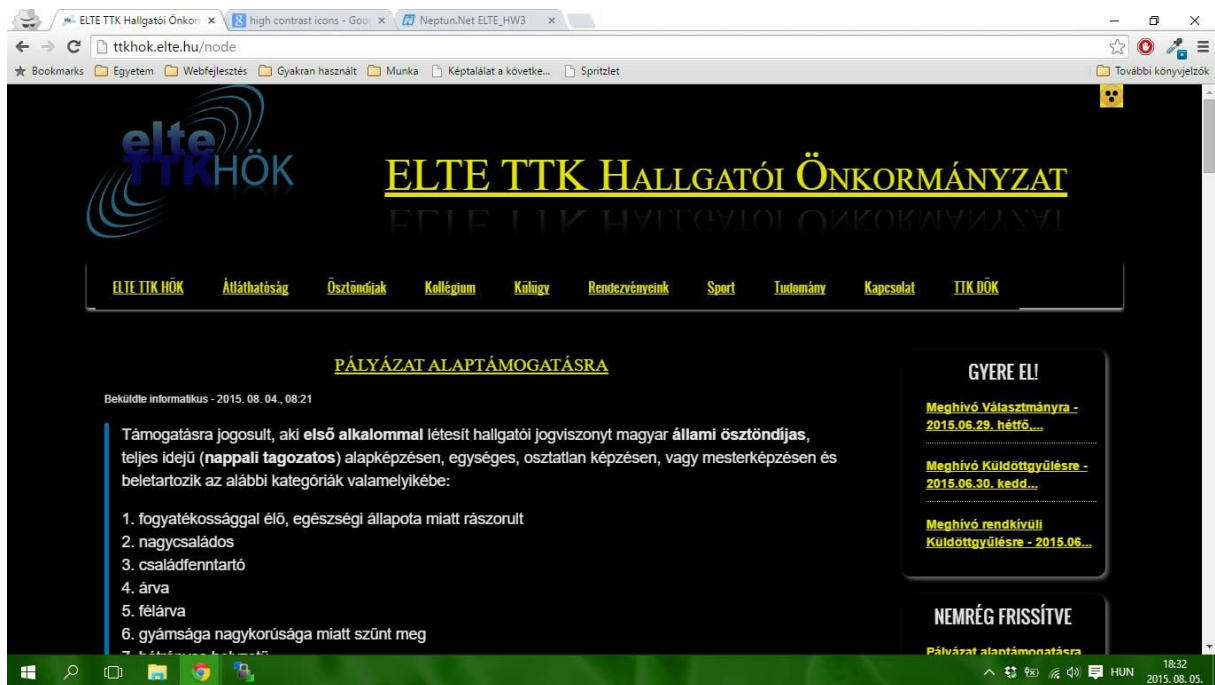 ELTE TTK Hallgatói Önkorm
high contrast icons - Goo
Neptun.Net ELTE_HW3
ttkhok.elte.hu/node
Bookmarks Egyetem Webfejlesztés Gyakran használt Munka Képtalálat a követke... Spritzlet További könyvjelzők
elte
TTKHÖK
ELTE TTK Hallgatói Önkormányzat
ELTE TTK HÖK Átláthatóság Ösztöndíjak Kollégium Külügy Rendezvényeink Sport Tudomány Kapcsolat TTK DÖK
PÁLYÁZAT ALAPTÁMOGATÁSRA
Beküldte informatikus - 2015. 08. 04., 08:21
Támogatásra jogosult, aki első alkalommal létesít hallgatói jogviszonyt magyar állami ösztöndíjas,
teljes idejű (nappali tagozatos) alapképzésen, egységes, osztatlan képzésen, vagy mesterképzésen és
beletartozik az alábbi kategóriák valamelyikébe:
1. fogyatékossággal élő, egészségi állapota miatt rászorult
2. nagycsaládos
3. családfenntartó
4. árva
5. félárva
6. gyámsága nagykorúsága miatt szűnt meg
GYERE EL!
Meghívó Választmányra -
2015.06.29. hétfő,...
Meghívó Küldöttgyűlésre -
2015.06.30. kedd...
Meghívó rendkívüli
Küldöttgyűlésre - 2015.06...
NEMRÉG FRISSÍTVE
Pályázat alaptámogatásra
HUN
18:32
2015. 08. 05.